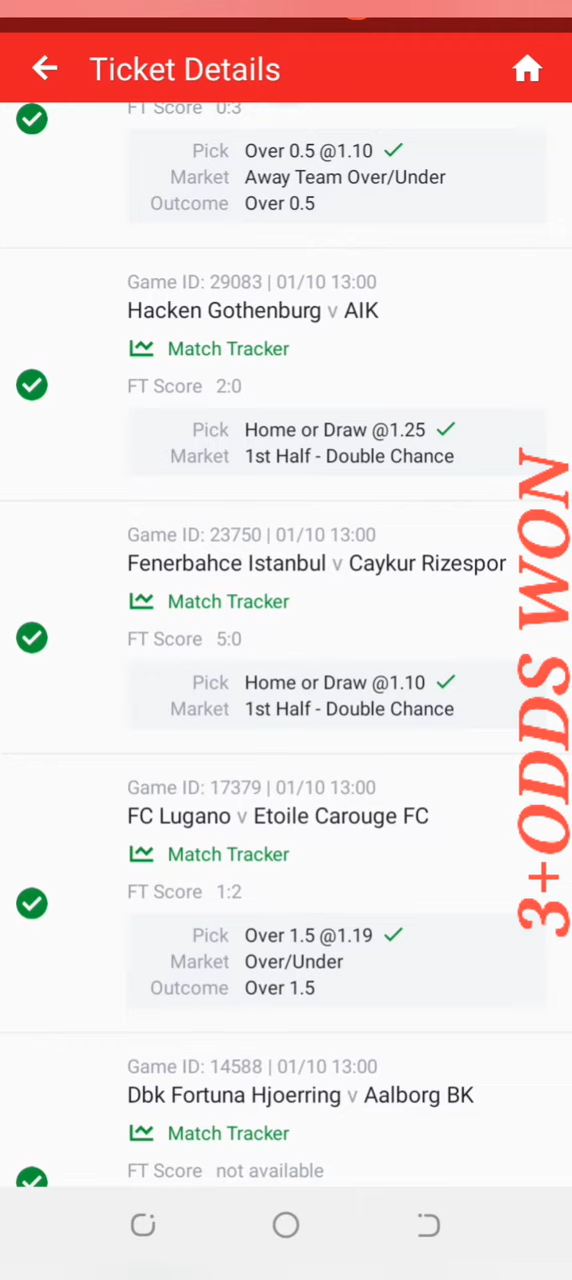 Ticket Details
FT Score 0:3
Pick Over 0.5 @1.10
Market Away Team Over/Under
Outcome Over 0.5
Game ID: 29083 | 01/10 13:00
Hacken Gothenburg v AIK
Match Tracker
FT Score 2:0
Pick Home or Draw @1.25
Market 1st Half - Double Chance
Game ID: 23750 | 01/10 13:00
Fenerbahce Istanbul v Caykur Rizespor
Match Tracker
FT Score 5:0
Pick Home or Draw @1.10
Market 1st Half - Double Chance
Game ID: 17379 | 01/10 13:00
FC Lugano v Etoile Carouge FC
Match Tracker
FT Score 1:2
Pick Over 1.5 @1.19
Market Over/Under
Outcome Over 1.5
Game ID: 14588 | 01/10 13:00
Dbk Fortuna Hjoerring v Aalborg BK
Match Tracker
FT Score not available
3+ODDS WON